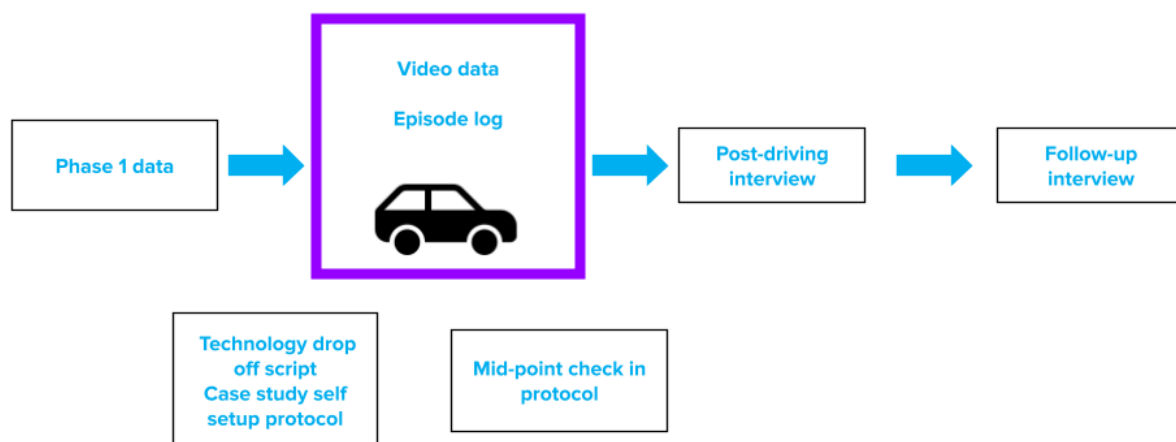 Video data
Episode log
Phase 1 data
Post-driving
interview
Follow-up
interview
Technology drop
off script
Case study self
setup protocol
Mid-point check in
protocol